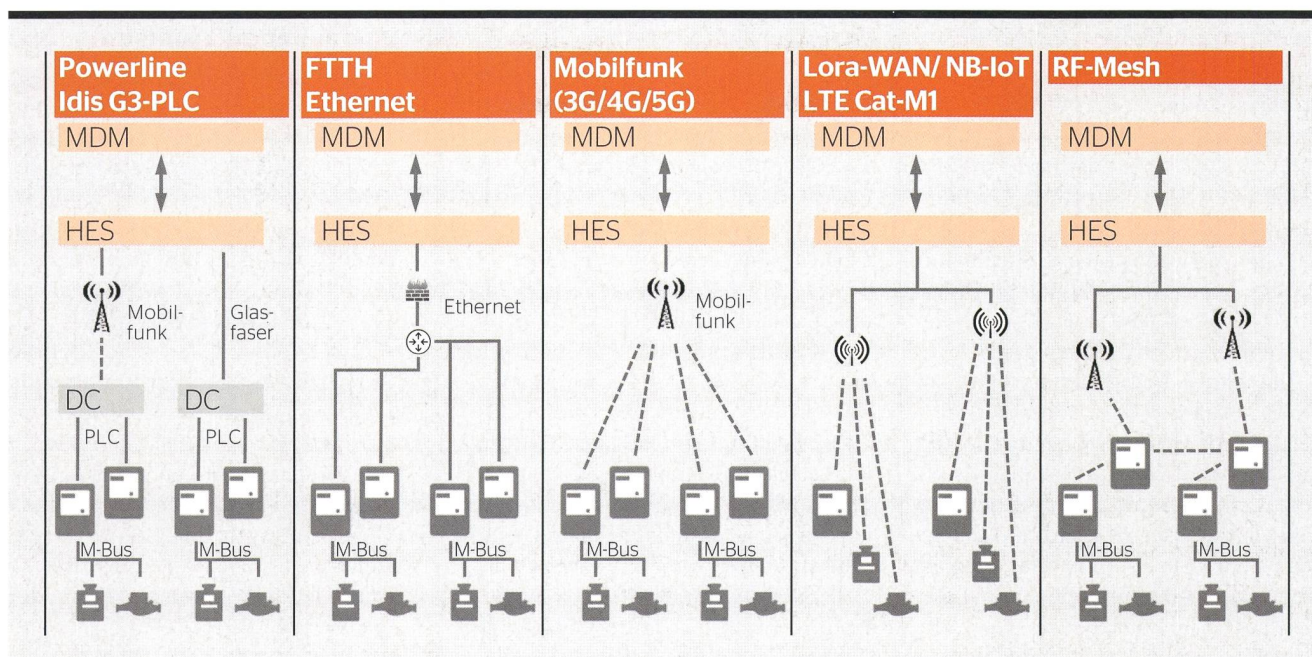 Powerline
Idis G3-PLC
MDM
HES
Mobil-
funk
Glas-
faser
DC
DC
PLC
PLC
M-Bus
M-Bus
FTTH
Ethernet
MDM
HES
Ethernet
M-Bus
M-Bus
Mobilfunk
(3G/4G/5G)
MDM
HES
Mobil-
funk
M-Bus
M-Bus
Lora-WAN/ NB-IoT
LTE Cat-M1
MDM
HES
RF-Mesh
MDM
HES
M-Bus
M-Bus